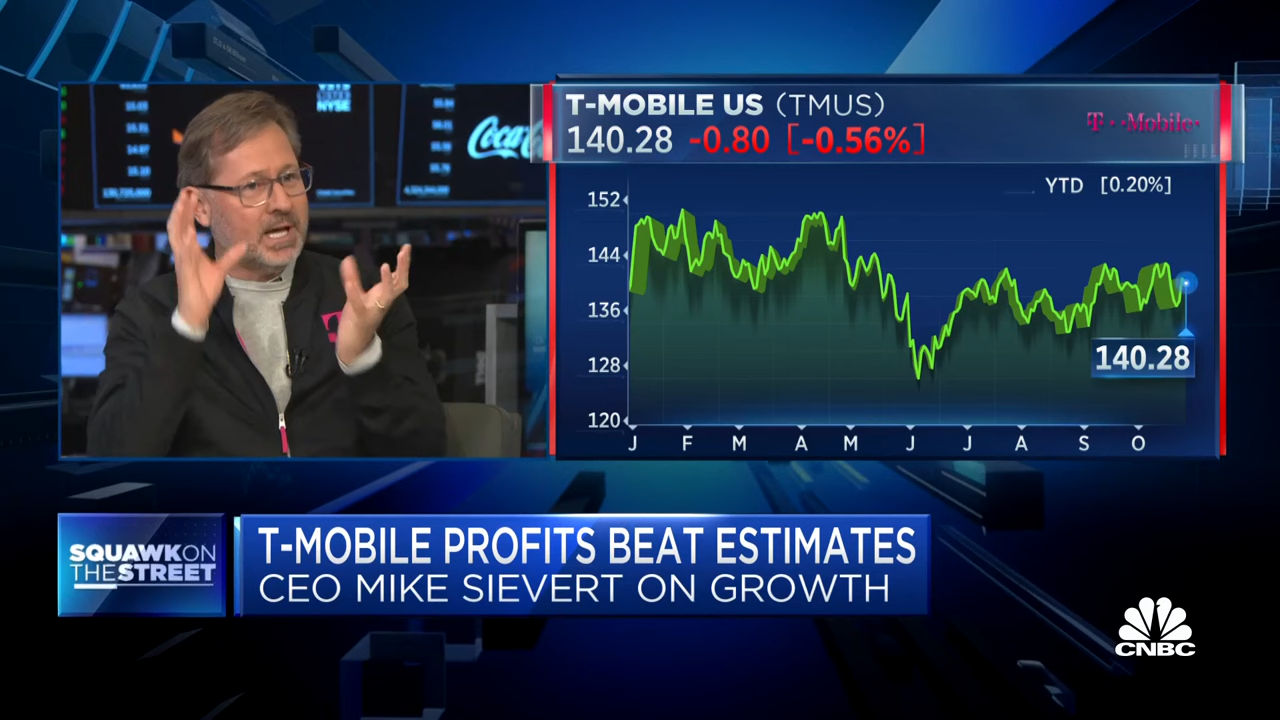 NYSE
Coca
T-MOBILE US (TMUS)
140.28 -0.80 [-0.56%]
T··Mobile·
YTD [0.20%]
152
144
136
128
120
J F M A M J J A S O
140.28
T
SQUAWK ON
THE STREET
T-MOBILE PROFITS BEAT ESTIMATES
CEO MIKE SIEVERT ON GROWTH
CNBC